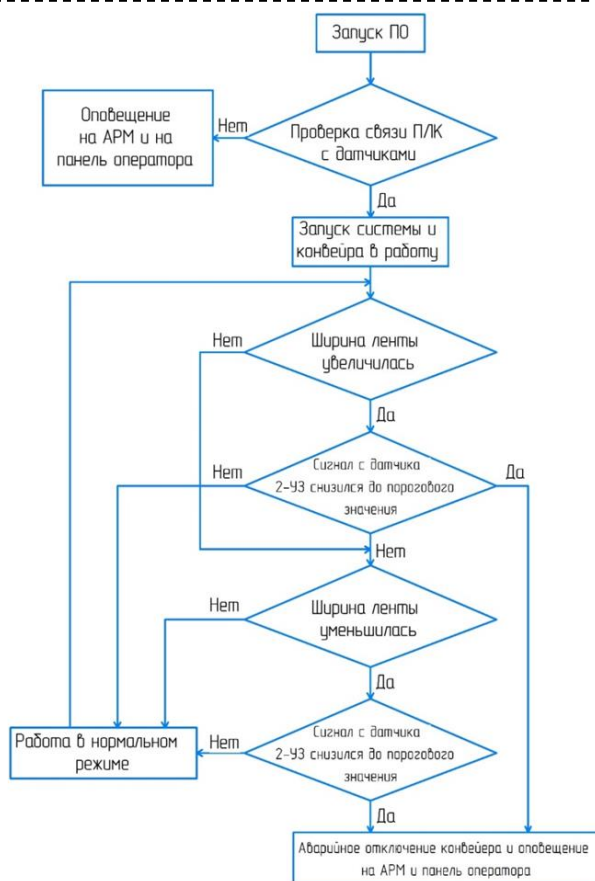 Запуск ПО
Оповещение
на АРМ и на
панель оператора
Нет
Проверка связи ПЛК
с датчиками
Да
Запуск системы и
конвейра в работу
Нет
Ширина ленты
увеличилась
Да
Нет
Сигнал с датчика
2-УЗ снизился до порогового
значения
Да
Нет
Нет
Ширина ленты
уменьшилась
Да
Работа в нормальном
режиме
Нет
Сигнал с датчика
2-УЗ снизился до порогового
значения
Да
Аварийное отключение конвейера и оповещение
на АРМ и панель оператора